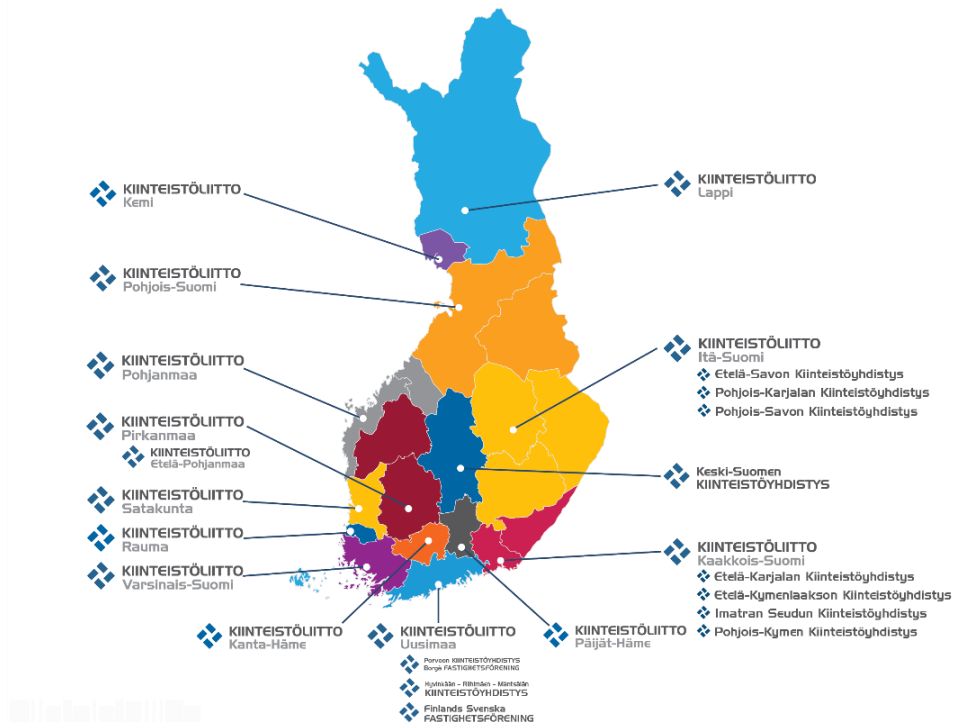 KIINTEISTÖLIITTO
Kemi
KIINTEISTÖLIITTO
Lappi
KIINTEISTÖLIITTO
Pohjois-Suomi
KIINTEISTÖLIITTO
Itä-Suomi
Etelä-Savon Kiinteistöyhdistys
Pohjois-Karjalan Kiinteistöyhdistys
Pohjois-Savon Kiinteistöyhdistys
KIINTEISTÖLIITTO
Pohjanmaa
KIINTEISTÖLIITTO
Pirkanmaa
KIINTEISTÖLIITTO
Etelä-Pohjanmaa
Keski-Suomen
KIINTEISTÖYHDISTYS
KIINTEISTÖLIITTO
Satakunta
KIINTEISTÖLIITTO
Rauma
KIINTEISTÖLIITTO
Varsinais-Suomi
KIINTEISTÖLIITTO
Kaakkois-Suomi
Etelä-Karjalan Kiinteistöyhdistys
Etelä-Kymenlaakson Kiinteistöyhdistys
Imatran Seudun Kiinteistöyhdistys
Pohjois-Kymen Kiinteistöyhdistys
KIINTEISTÖLIITTO
Kanta-Häme
KIINTEISTÖLIITTO
Uusimaa
Porvoon KIINTEISTÖYHDISTYS
Borgå FASTIGHETSFÖRENING
Hyvinkään - Riihimäen - Mäntsälän
KIINTEISTÖYHDISTYS
Finlands Svenska
FASTIGHETSFÖRENING
KIINTEISTÖLIITTO
Päijät-Häme